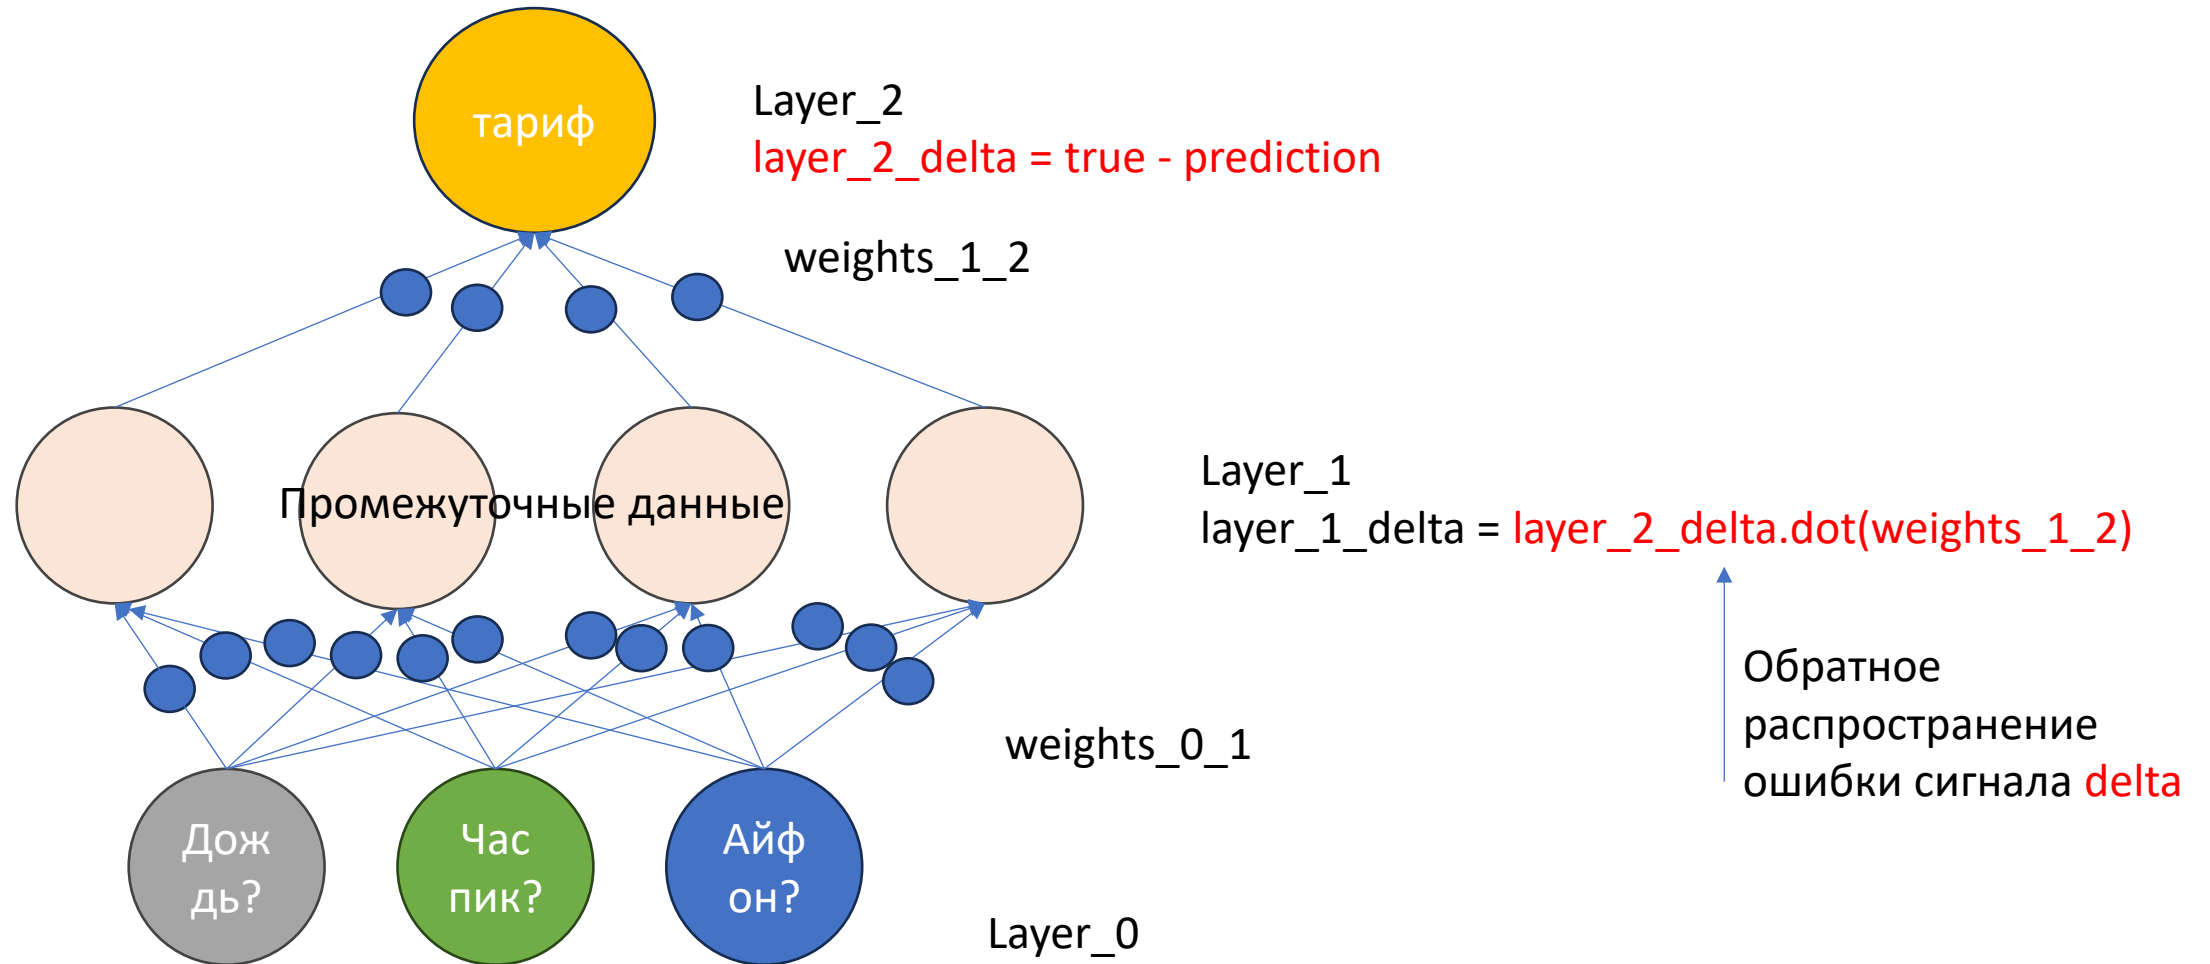 тариф
Layer_2
layer_2_delta = true - prediction
weights_1_2
Промежуточные данные
Layer_1
layer_1_delta = layer_2_delta.dot(weights_1_2)
Обратное
распространение
ошибки сигнала delta
weights_0_1
Дож
дь?
Час
пик?
Айф
он?
Layer_0